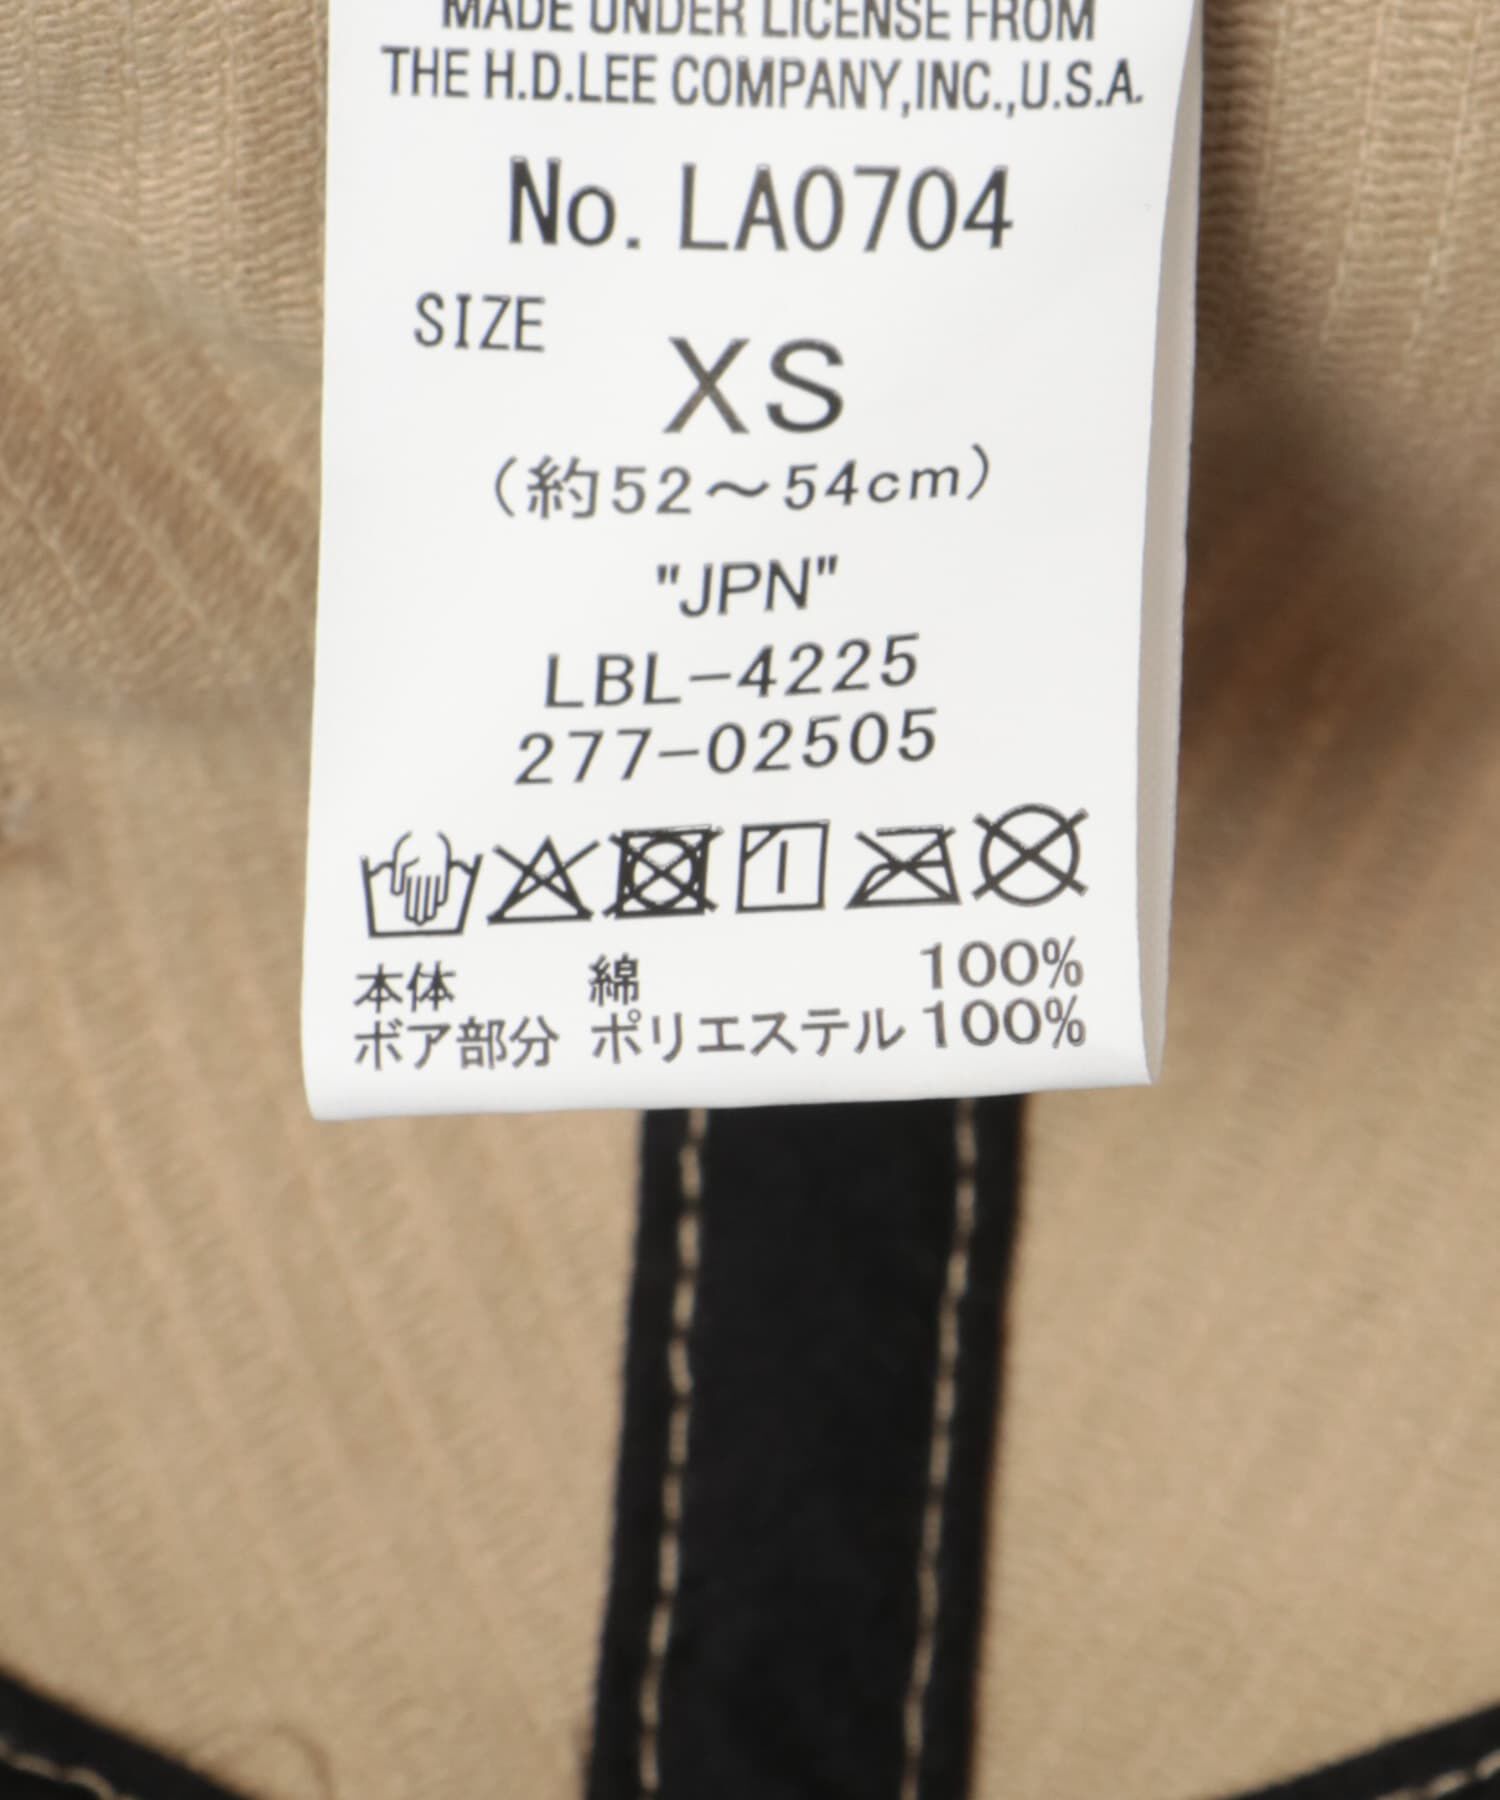 MADE UNDER LICENSE FROM
THE H.D.LEE COMPANY,INC.,U.S.A.
No. LA0704
SIZE
XS
(約52～54cm)
"JPN"
LBL-4225
277-02505
本体 綿 100%
ボア部分 ポリエステル 100%